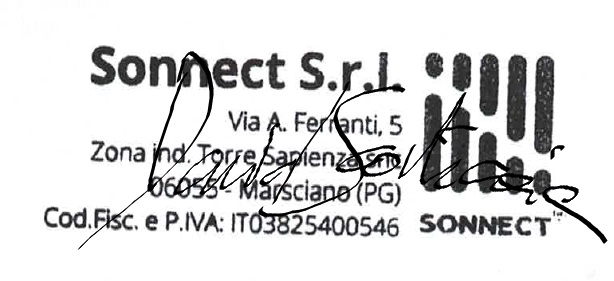 Sonnect S.r.l.
Via A. Ferranti, 5
Zona ind. Torre Sapienza snc
06055 - Marsciano (PG)
Cod.Fisc. e P.IVA: IT03825400546
SONNECT™